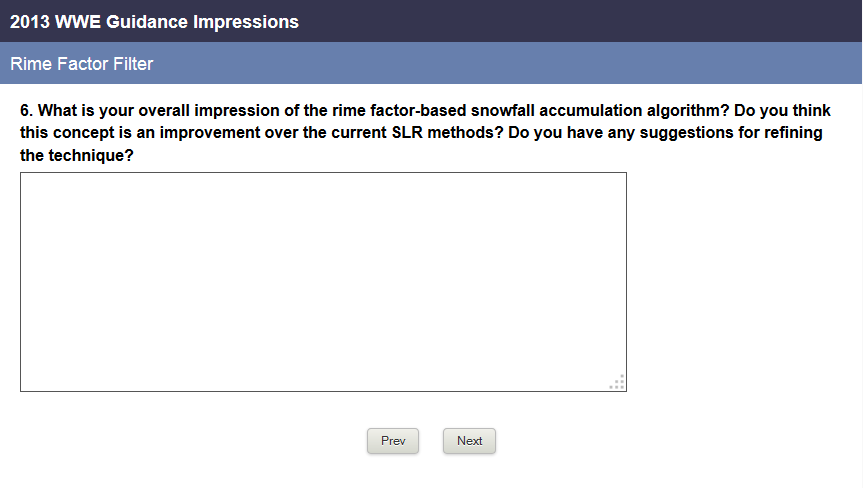 2013 WWE Guidance Impressions
Rime Factor Filter
6. What is your overall impression of the rime factor-based snowfall accumulation algorithm? Do you think
this concept is an improvement over the current SLR methods? Do you have any suggestions for refining
the technique?
Prev Next